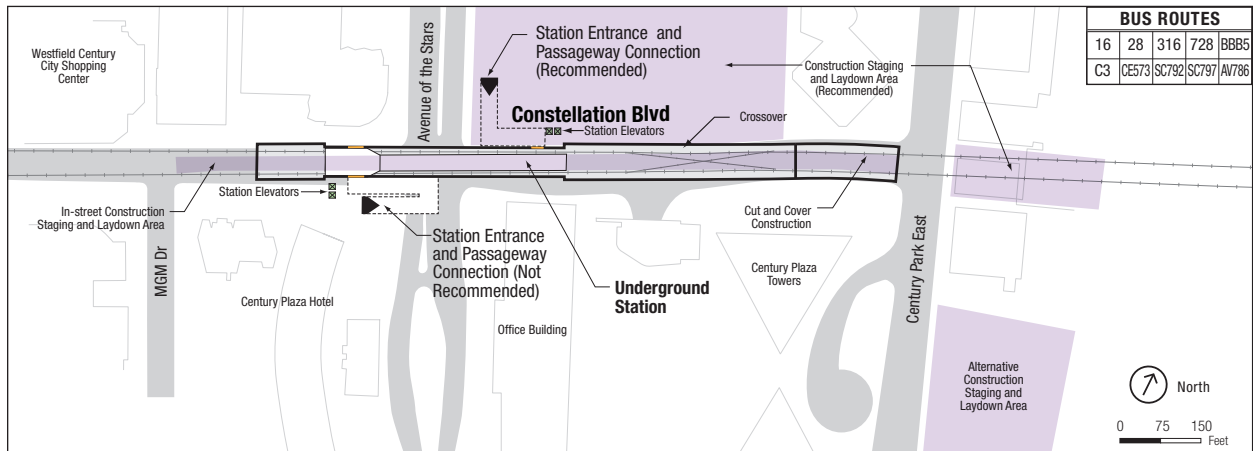 Westfield Century
City Shopping
Center
Avenue of the Stars
Station Entrance and
Passageway Connection
(Recommended)
Construction Staging
and Laydown Area
(Recommended)
BUS ROUTES
16 28 316 728 BBB5
C3 CE573 SC792 SC797 AV786
Constellation Blvd
Station Elevators
Crossover
Station Elevators
In-street Construction
Staging and Laydown Area
MGM Dr
Century Plaza Hotel
Station Entrance
and Passageway
Connection (Not
Recommended)
Underground
Station
Office Building
Century Plaza
Towers
Cut and Cover
Construction
Century Park East
Alternative
Construction
Staging and
Laydown Area
North
0 75 150
Feet